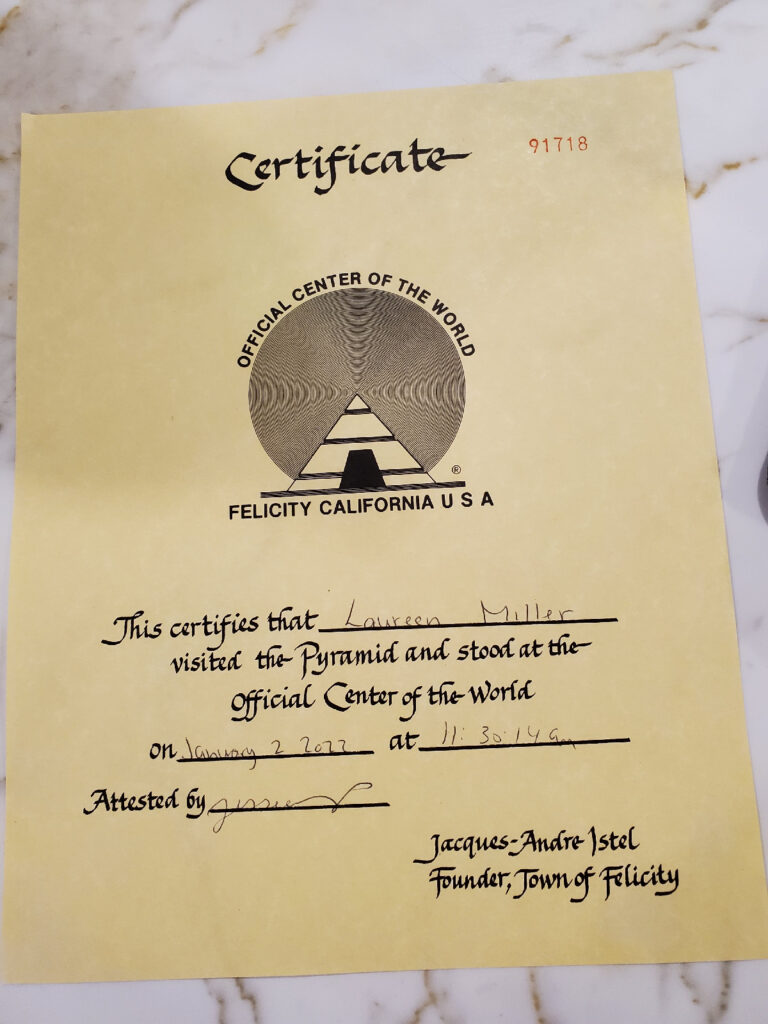 Certificate
91718
OFFICIAL CENTER OF THE WORLD
®
FELICITY CALIFORNIA U S A
This certifies that Laureen Miller
visited the Pyramid and stood at the
Official Center of the World
on January 2 2022 at 11:30:14am
Attested by
Jacques-Andre Istel
Founder, Town of Felicity